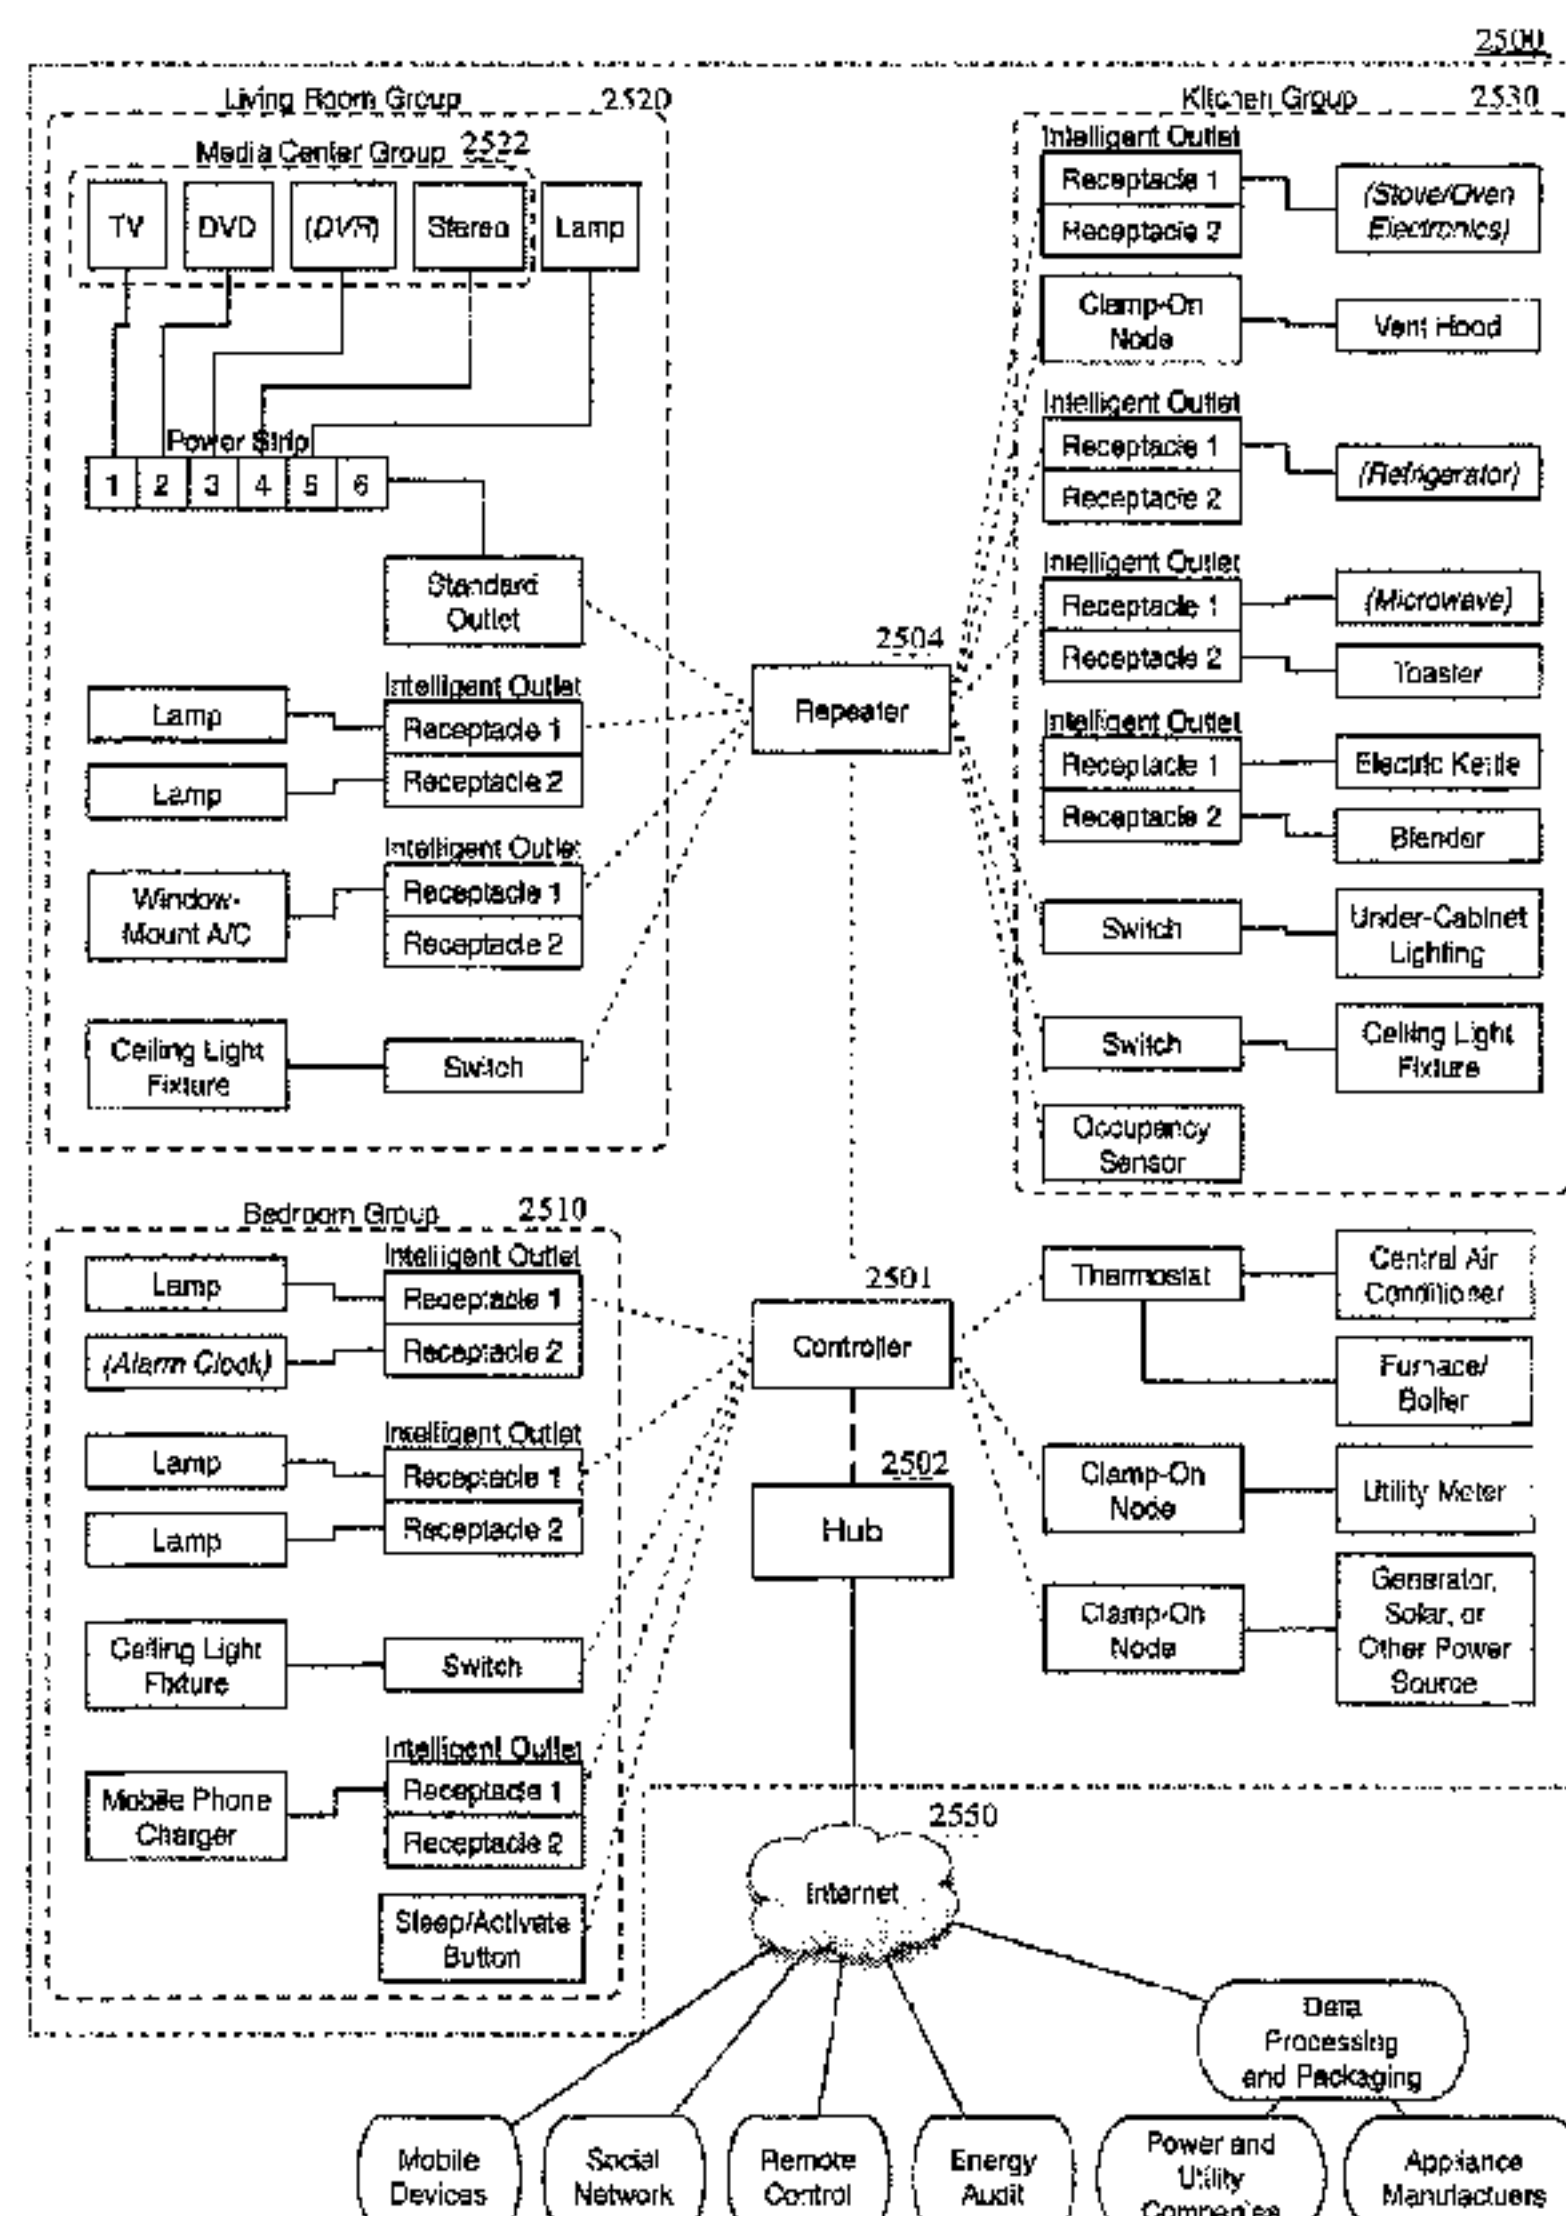 2500
Living Room Group 2520
Media Center Group 2522
TV
DVD
(DVR)
Stereo
Lamp
Power Strip
1 2 3 4 5 6
Standard
Outlet
Intelligent Outlet
Lamp
Receptacle 1
Lamp
Receptacle 2
Intelligent Outlet
Window-
Mount A/C
Receptacle 1
Receptacle 2
Ceiling Light
Fixture
Switch
2504
Repeater
Kitchen Group 2530
Intelligent Outlet
Receptacle 1
Receptacle 2
(Stove/Oven
Electronics)
Clamp-On
Node
Vent Hood
Intelligent Outlet
Receptacle 1
Receptacle 2
(Refrigerator)
Intelligent Outlet
Receptacle 1
(Microwave)
Receptacle 2
Toaster
Intelligent Outlet
Receptacle 1
Electric Kettle
Receptacle 2
Blender
Switch
Under-Cabinet
Lighting
Switch
Ceiling Light
Fixture
Occupancy
Sensor
Bedroom Group 2510
Intelligent Outlet
Lamp
Receptacle 1
(Alarm Clock)
Receptacle 2
Intelligent Outlet
Lamp
Receptacle 1
Lamp
Receptacle 2
Ceiling Light
Fixture
Switch
Intelligent Outlet
Mobile Phone
Charger
Receptacle 1
Receptacle 2
Sleep/Activate
Button
2501
Controller
2502
Hub
Thermostat
Central Air
Conditioner
Furnace/
Boiler
Clamp-On
Node
Utility Meter
Clamp-On
Node
Generator,
Solar, or
Other Power
Source
2550
Internet
Data
Processing
and Packaging
Mobile
Devices
Social
Network
Remote
Control
Energy
Audit
Power and
Utility
Companies
Appliance
Manufactuers